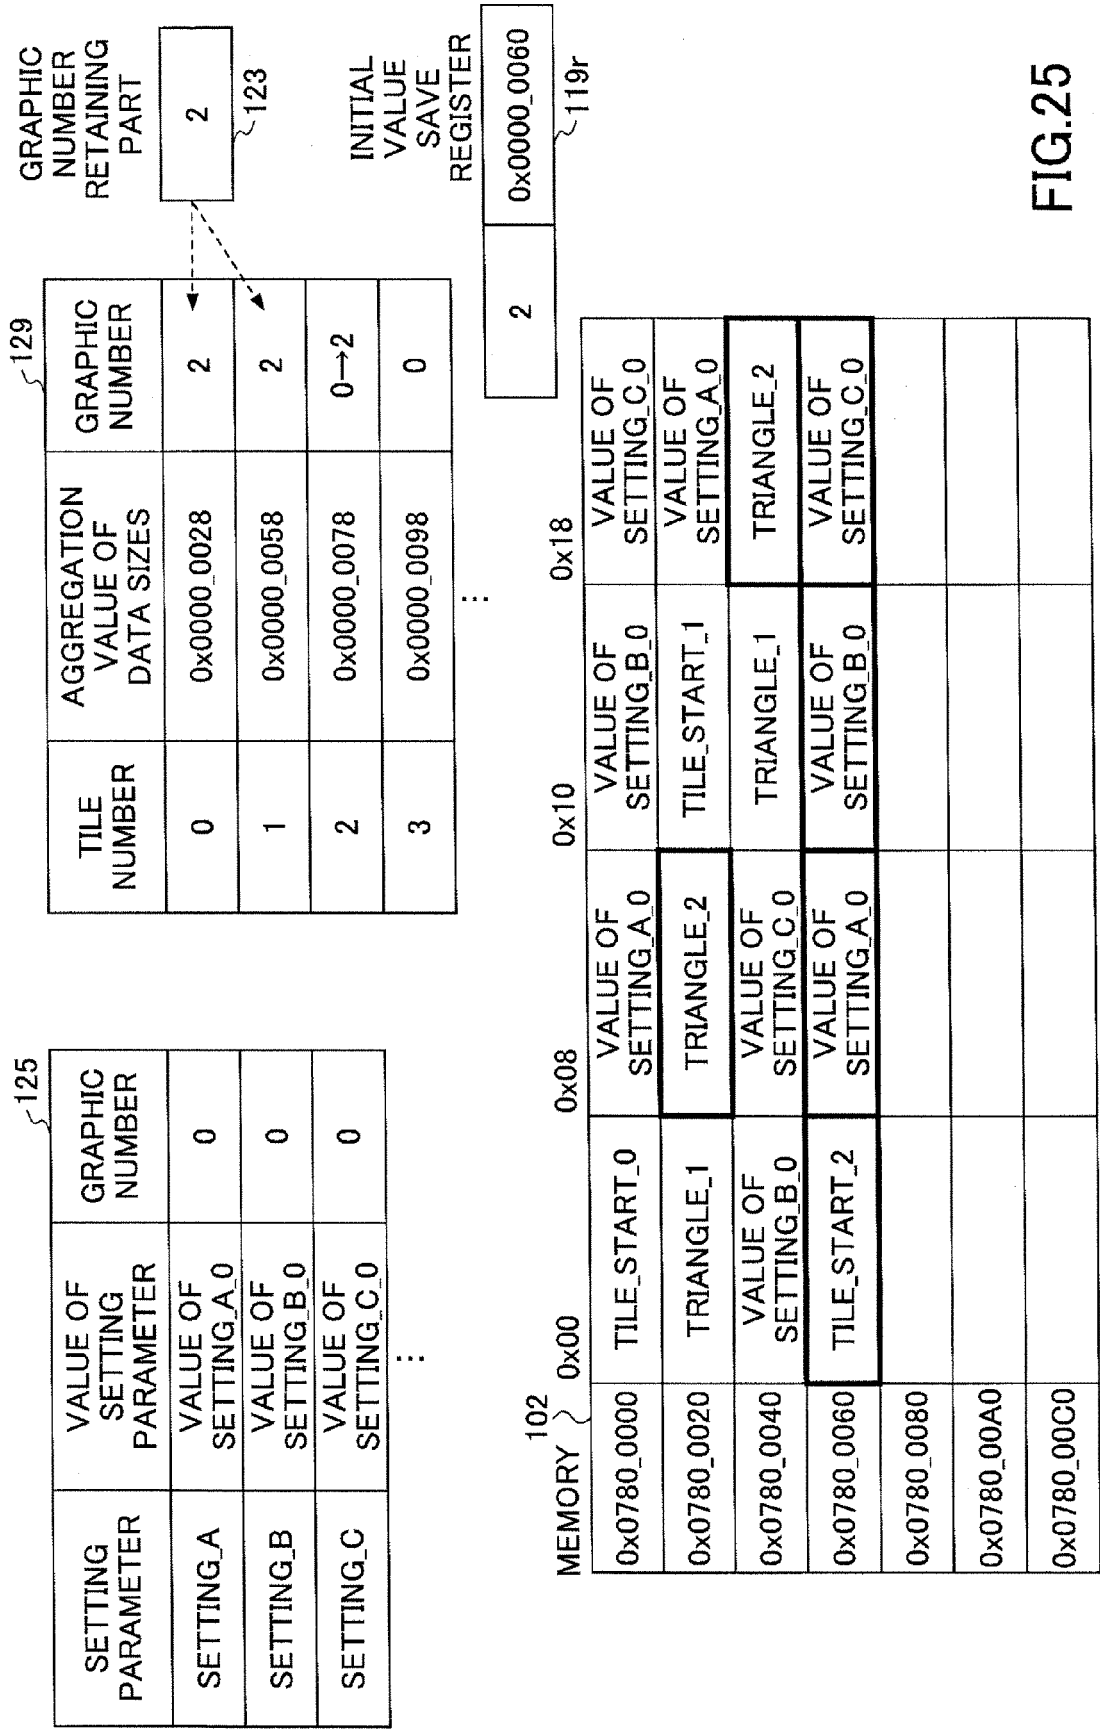 125
SETTING
PARAMETER
VALUE OF
SETTING
PARAMETER
GRAPHIC
NUMBER
SETTING_A
VALUE OF
SETTING_A_0
0
SETTING_B
VALUE OF
SETTING_B_0
0
SETTING_C
VALUE OF
SETTING_C_0
0
...
129
TILE
NUMBER
AGGREGATION
VALUE OF
DATA SIZES
GRAPHIC
NUMBER
0
0x0000_0028
2
1
0x0000_0058
2
2
0x0000_0078
0→2
3
0x0000_0098
0
...
GRAPHIC
NUMBER
RETAINING
PART
2
123
INITIAL
VALUE
SAVE
REGISTER
2
0x0000_0060
119r
MEMORY 102
0x00
0x08
0x10
0x18
0x0780_0000
TILE_START_0
VALUE OF
SETTING_A_0
VALUE OF
SETTING_B_0
VALUE OF
SETTING_C_0
0x0780_0020
TRIANGLE_1
TRIANGLE_2
TILE_START_1
VALUE OF
SETTING_A_0
0x0780_0040
VALUE OF
SETTING_B_0
VALUE OF
SETTING_C_0
TRIANGLE_1
TRIANGLE_2
0x0780_0060
TILE_START_2
VALUE OF
SETTING_A_0
VALUE OF
SETTING_B_0
VALUE OF
SETTING_C_0
0x0780_0080
0x0780_00A0
0x0780_00C0
FIG.25